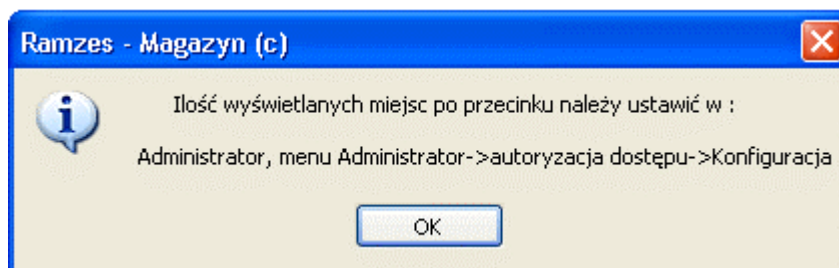 Ramzes - Magazyn (c)
Ilość wyświetlanych miejsc po przecinku należy ustawić w :
Administrator, menu Administrator->autoryzacja dostępu->Konfiguracja
OK